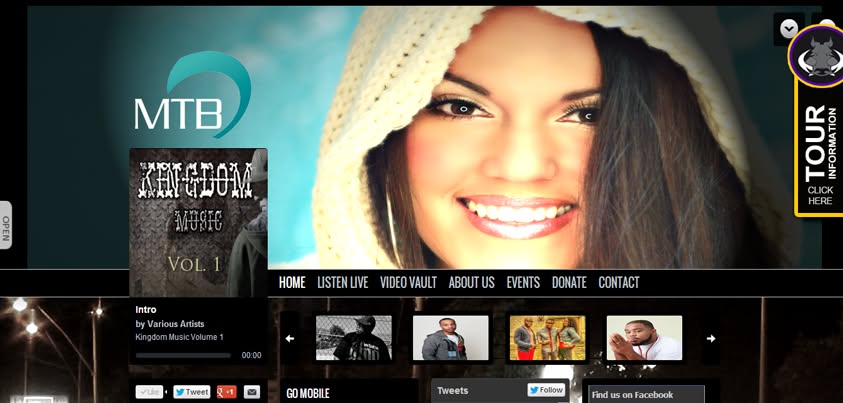 MTB
TOUR
INFORMATION
CLICK
HERE
OPEN
KINGDOM
MUSIC
VOL. 1
HOME LISTEN LIVE VIDEO VAULT ABOUT US EVENTS DONATE CONTACT
Intro
by Various Artists
Kingdom Music Volume 1
00:00
Like Tweet +1
GO MOBILE
Tweets Follow
Find us on Facebook